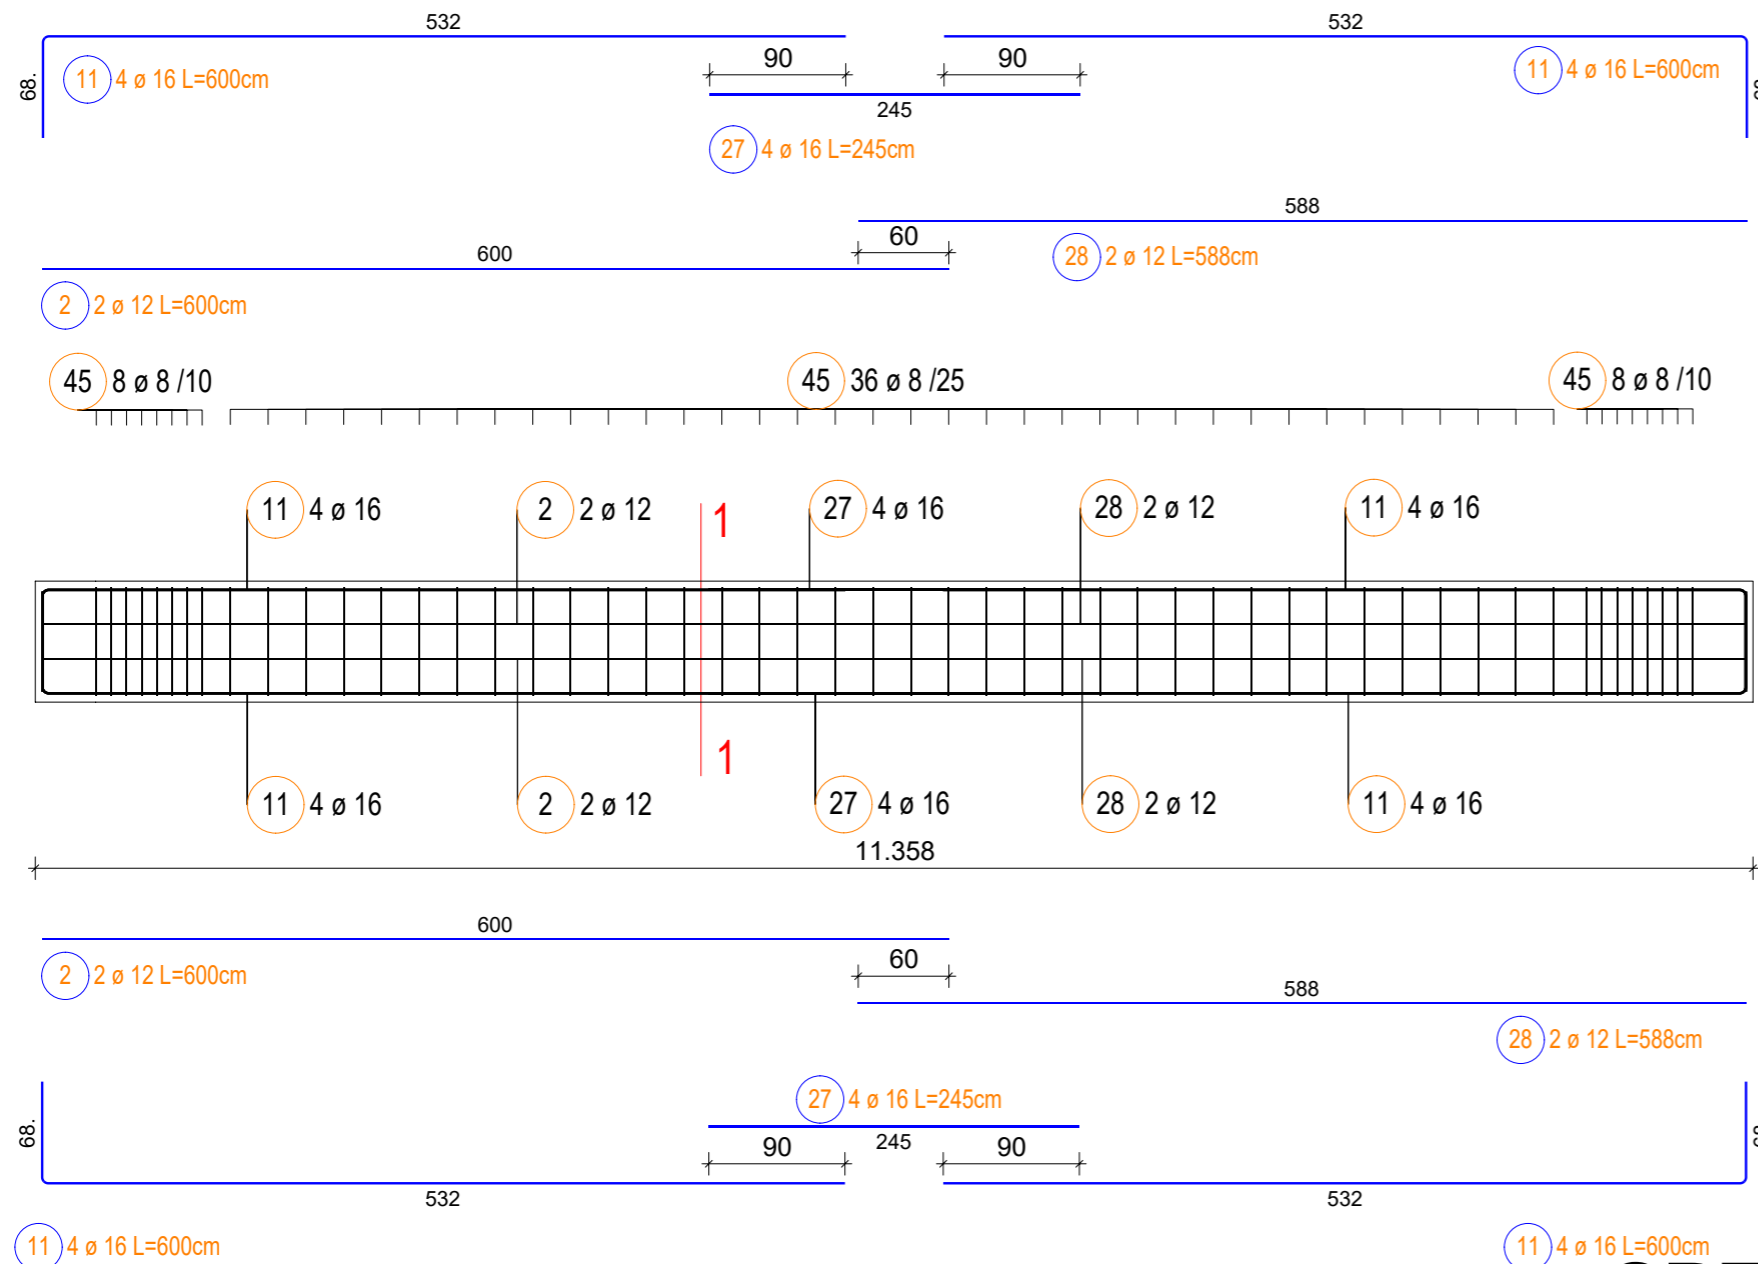 532
532
90
90
68.
11 4 ø 16 L=600cm
11 4 ø 16 L=600cm
245
27 4 ø 16 L=245cm
588
60
600
28 2 ø 12 L=588cm
2 2 ø 12 L=600cm
45 8 ø 8 /10
45 36 ø 8 /25
45 8 ø 8 /10
11 4 ø 16
2 2 ø 12
1
27 4 ø 16
28 2 ø 12
11 4 ø 16
1
11 4 ø 16
2 2 ø 12
27 4 ø 16
28 2 ø 12
11 4 ø 16
11.358
600
2 2 ø 12 L=600cm
60
588
28 2 ø 12 L=588cm
27 4 ø 16 L=245cm
68.
90
245
90
532
532
11 4 ø 16 L=600cm
11 4 ø 16 L=600cm